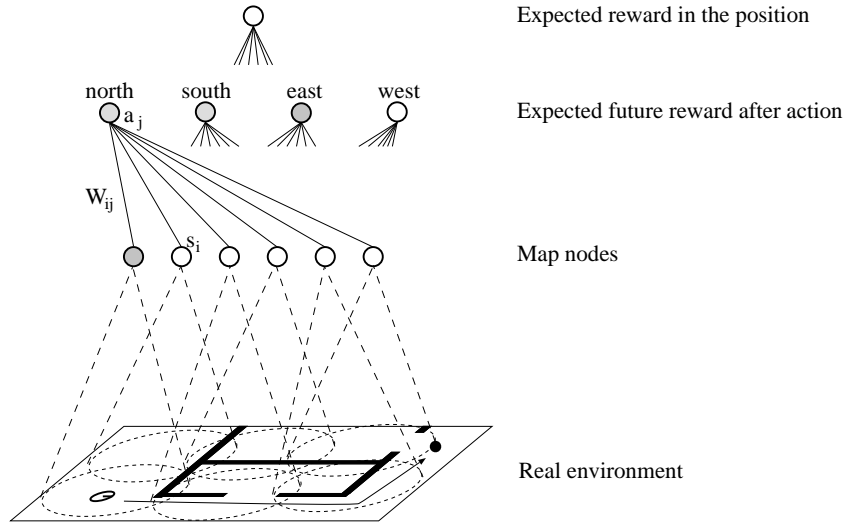 Expected reward in the position
north south east west
a j
Expected future reward after action
W ij
s i
Map nodes
Real environment